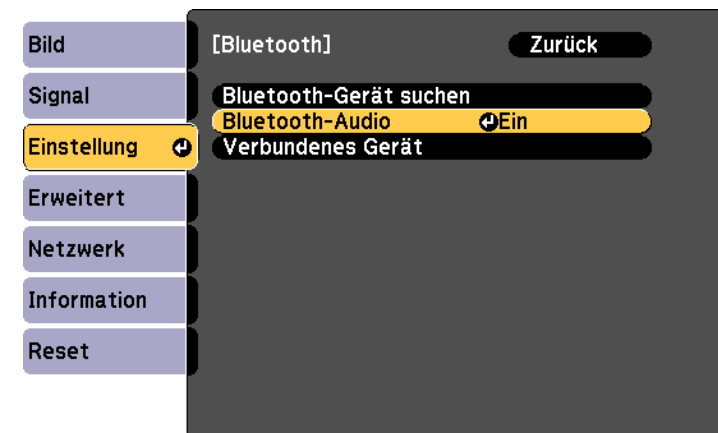 Bild
Signal
Einstellung
Erweitert
Netzwerk
Information
Reset
[Bluetooth] Zurück
Bluetooth-Gerät suchen
Bluetooth-Audio Ein
Verbundenes Gerät